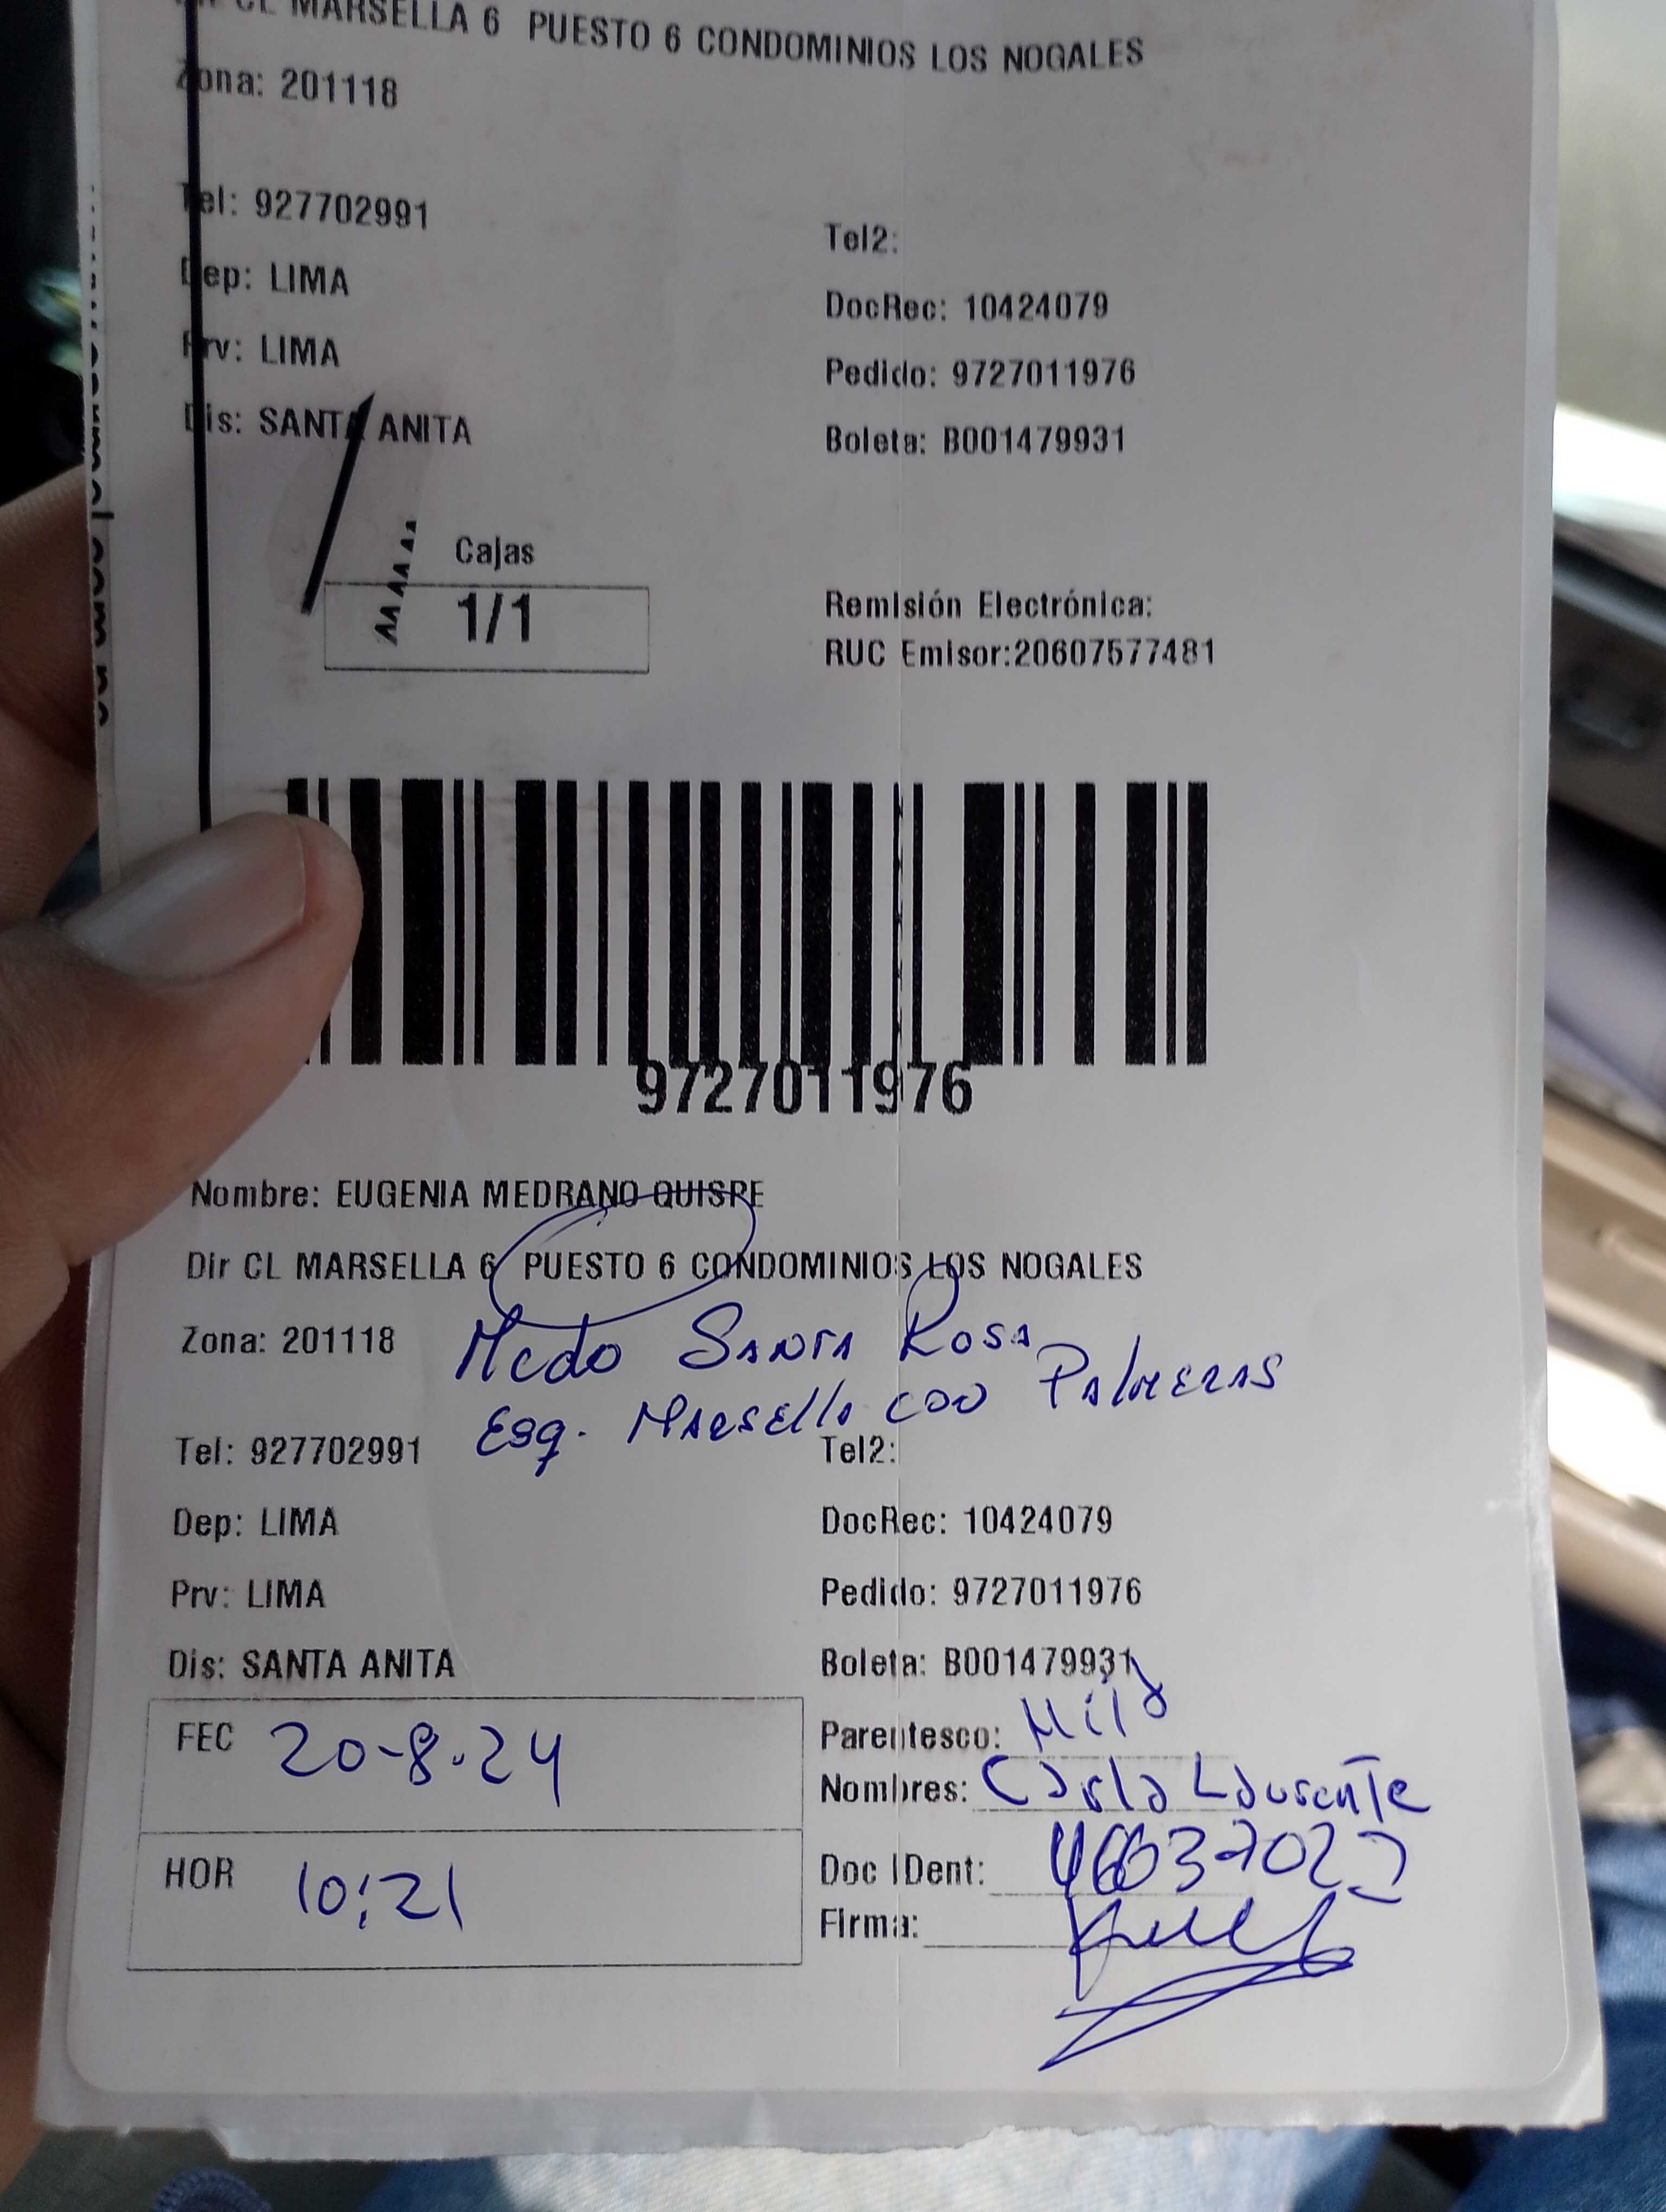 CL MARSELLA 6 PUESTO 6 CONDOMINIOS LOS NOGALES
Zona: 201118
Tel: 927702991
Tel2:
Dep: LIMA
DocRec: 10424079
Prv: LIMA
Pedido: 9727011976
Dis: SANTA ANITA
Boleta: B001479931
Cajas
1/1
Remisión Electrónica:
RUC Emisor:20607577481
9727011976
Nombre: EUGENIA MEDRANO QUISPE
Dir CL MARSELLA 6 PUESTO 6 CONDOMINIOS LOS NOGALES
Zona: 201118
Mcdo Santa Rosa
Esq. Marsella con Palmeras
Tel: 927702991
Tel2:
Dep: LIMA
DocRec: 10424079
Prv: LIMA
Pedido: 9727011976
Dis: SANTA ANITA
Boleta: B001479931
FEC 20-8-24
Parentesco:
Nombres: Carla Laurente
HOR 10:21
Doc IDent:
Firma: